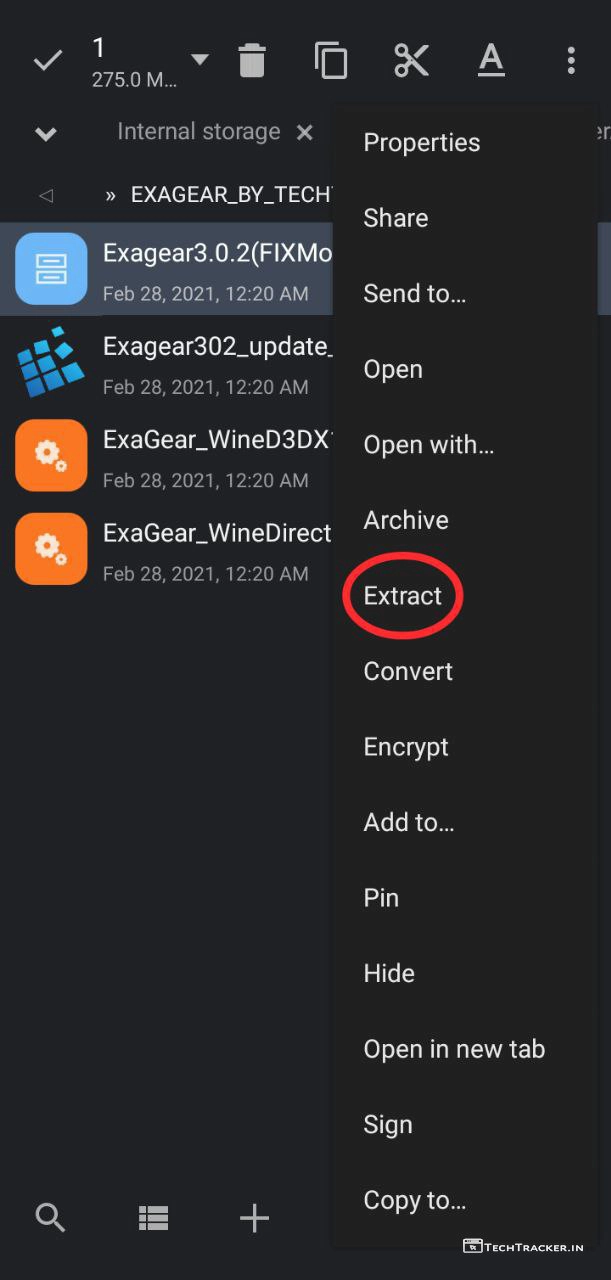 1
275.0 M...
A
Internal storage
er.
» EXAGEAR_BY_TECH
Exagear3.0.2(FIXMo
Feb 28, 2021, 12:20 AM
Exagear302_update_
Feb 28, 2021, 12:20 AM
ExaGear_WineD3DX
Feb 28, 2021, 12:20 AM
ExaGear_WineDirect
Feb 28, 2021, 12:20 AM
Properties
Share
Send to...
Open
Open with...
Archive
Extract
Convert
Encrypt
Add to...
Pin
Hide
Open in new tab
Sign
Copy to...
TechTracker.in